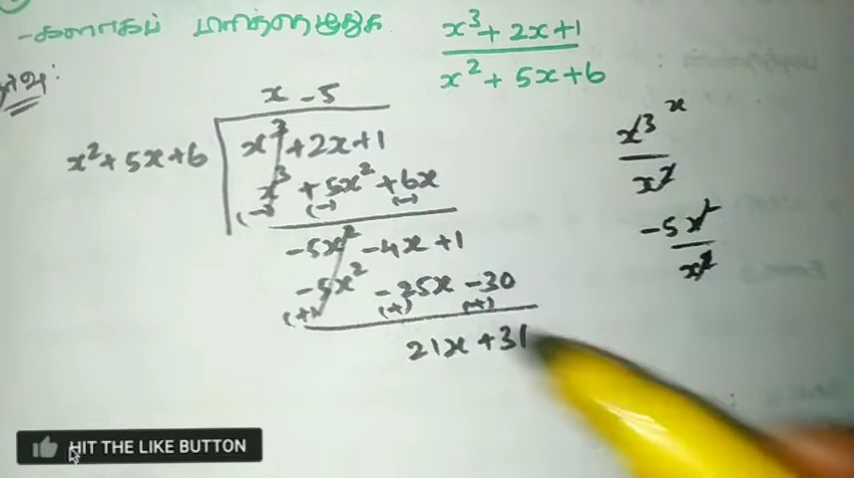 x³ + 2x + 1
x² + 5x + 6
x - 5
x² + 5x + 6 x³ + 2x + 1
x³ + 5x² + 6x
(-) (-) (-)
-5x² - 4x + 1
-5x² - 25x - 30
(+) (+) (+)
21x + 31
x³ x
x²
-5x²
x²
HIT THE LIKE BUTTON